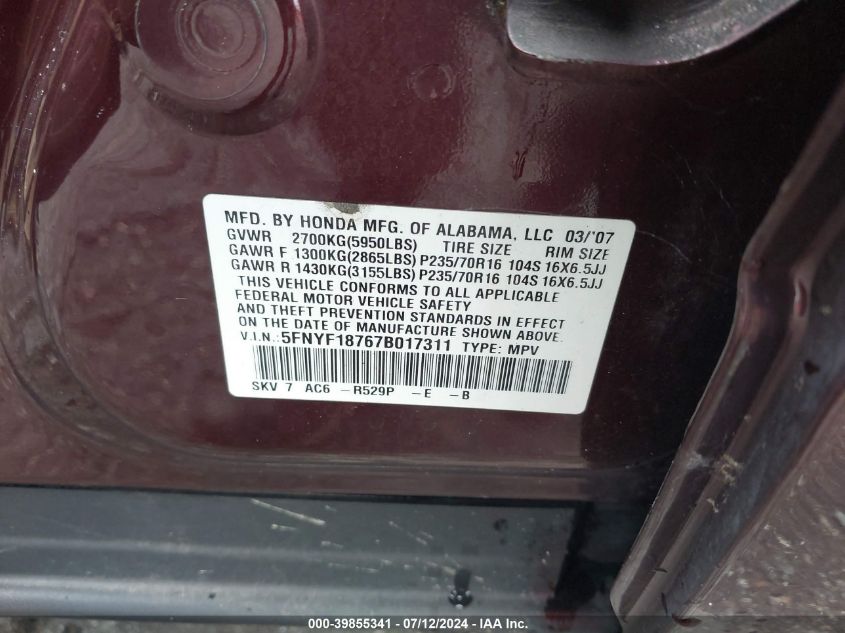 MFD. BY HONDA MFG. OF ALABAMA, LLC 03/'07
GVWR 2700KG(5950LBS) TIRE SIZE RIM SIZE
GAWR F 1300KG(2865LBS) P235/70R16 104S 16X6.5JJ
GAWR R 1430KG(3155LBS) P235/70R16 104S 16X6.5JJ
THIS VEHICLE CONFORMS TO ALL APPLICABLE
FEDERAL MOTOR VEHICLE SAFETY
AND THEFT PREVENTION STANDARDS IN EFFECT
ON THE DATE OF MANUFACTURE SHOWN ABOVE.
V.I.N.: 5FNYF18767B017311 TYPE: MPV
SKV 7 AC6 -R529P -E -B
000-39855341 - 07/12/2024 - IAA Inc.